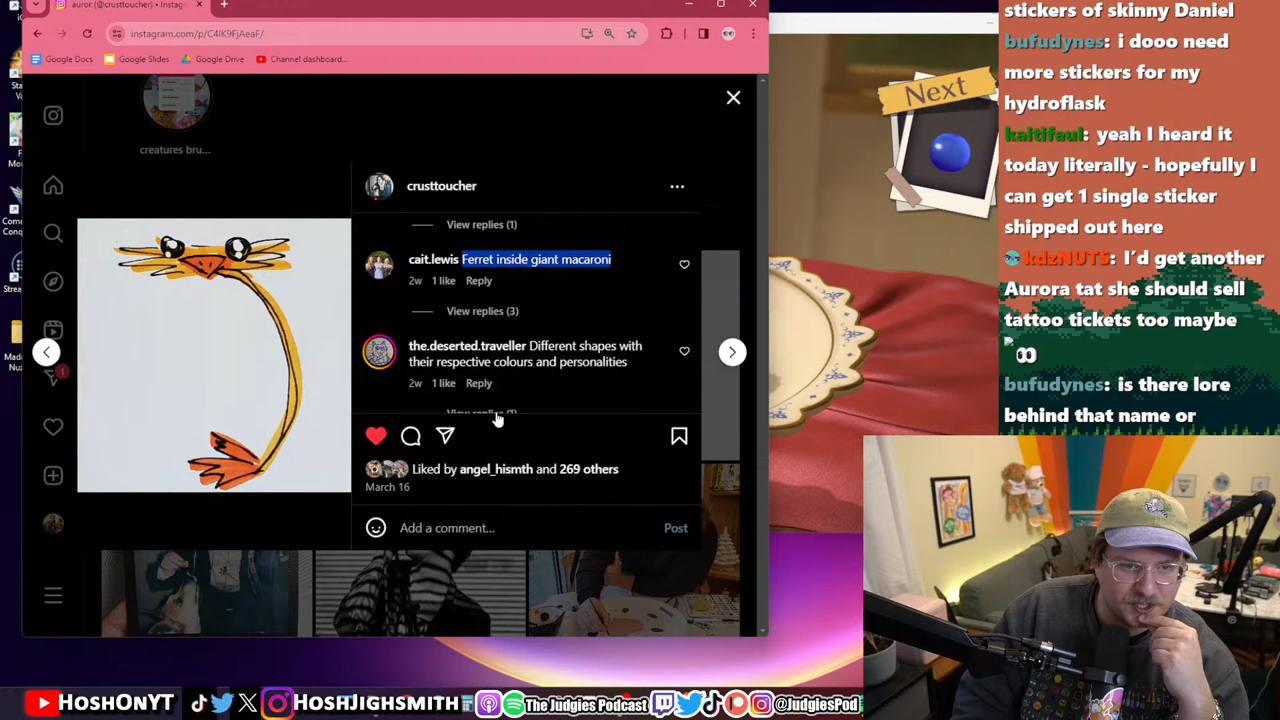 auror (@crusttoucher) • Instag
instagram.com/p/C4IK9FjAeaF/
Google Docs
Google Slides
Google Drive
Channel dashboard...
creatures bru...
crusttoucher
View replies (1)
cait.lewis Ferret inside giant macaroni
2w 1 like Reply
View replies (3)
the.deserted.traveller Different shapes with
their respective colours and personalities
2w 1 like Reply
View replies (1)
Liked by angel_hismth and 269 others
March 16
Add a comment...
Post
1
Next
stickers of skinny Daniel
bufudynes: i dooo need
more stickers for my
hydroflask
kaitifaul: yeah I heard it
today literally - hopefully I
can get 1 single sticker
shipped out here
kdzNUTS: I'd get another
Aurora tat she should sell
tattoo tickets too maybe
bufudynes: is there lore
behind that name or
HoshOnYT
HoshJighsmith
The Judgies Podcast
@JudgiesPod